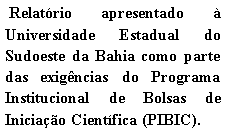 Relatório apresentado à
Universidade Estadual do
Sudoeste da Bahia como parte
das exigências do Programa
Institucional de Bolsas de
Iniciação Científica (PIBIC).